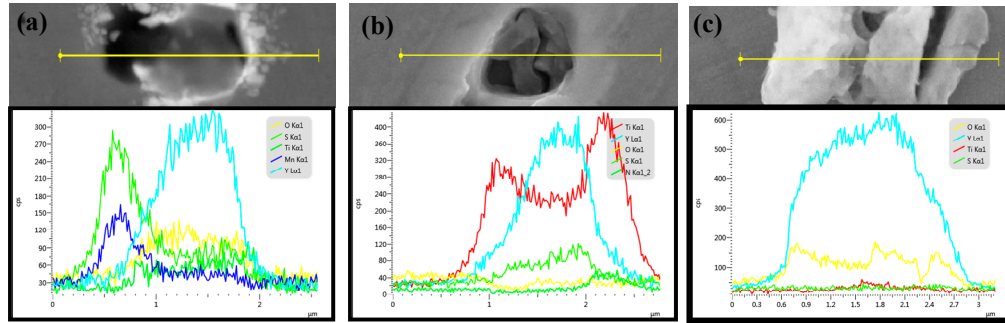 (a)
(b)
(c)
cps
300
270
240
210
180
150
120
90
60
30
0
1
2
µm
O Kα1
S Kα1
Ti Kα1
Mn Kα1
Y Lα1
cps
400
360
320
280
240
200
160
120
80
40
0
0
1
2
µm
Ti Kα1
Y Lα1
O Kα1
S Kα1
N Kα1_2
cps
600
500
400
300
200
100
0
0.3
0.6
0.9
1.2
1.5
1.8
2.1
2.4
2.7
3
µm
O Kα1
Y Lα1
Ti Kα1
S Kα1